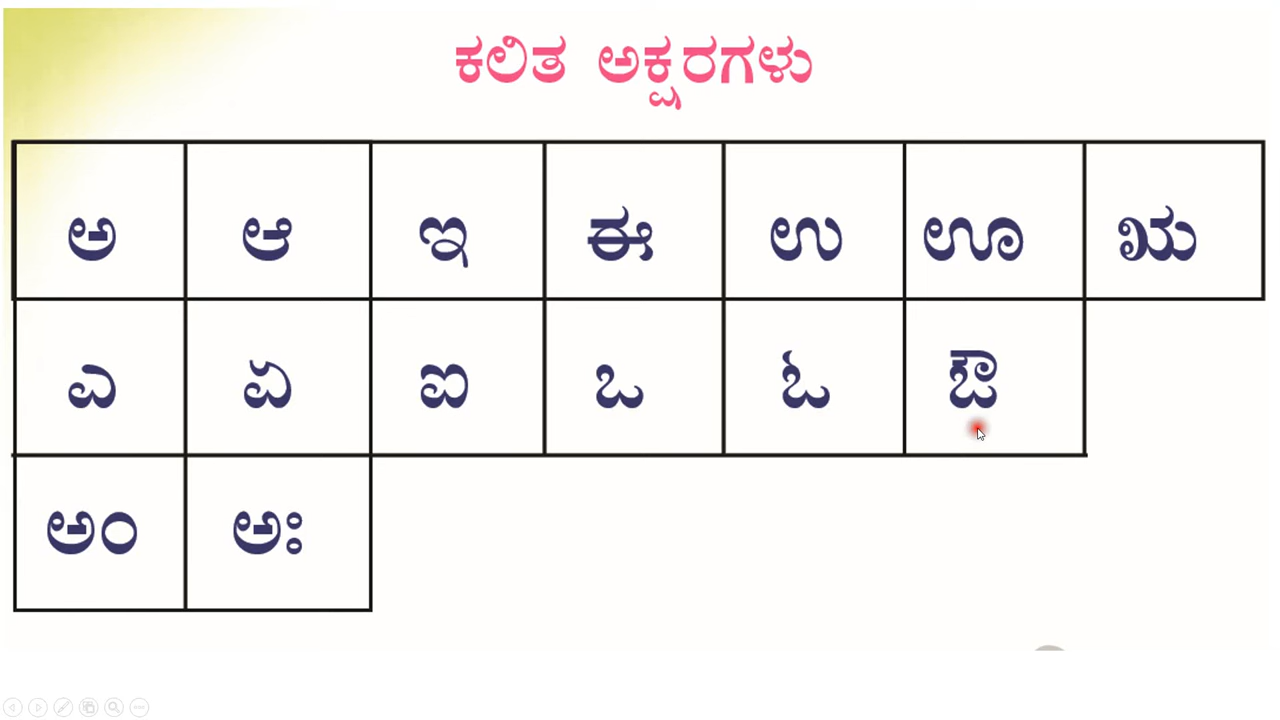 ಕಲಿತ ಅಕ್ಷರಗಳು
ಅ ಆ ಇ ಈ ಉ ಊ ಋ
ಎ ಏ ಐ ಒ ಓ ಔ
ಅಂ ಅಃ